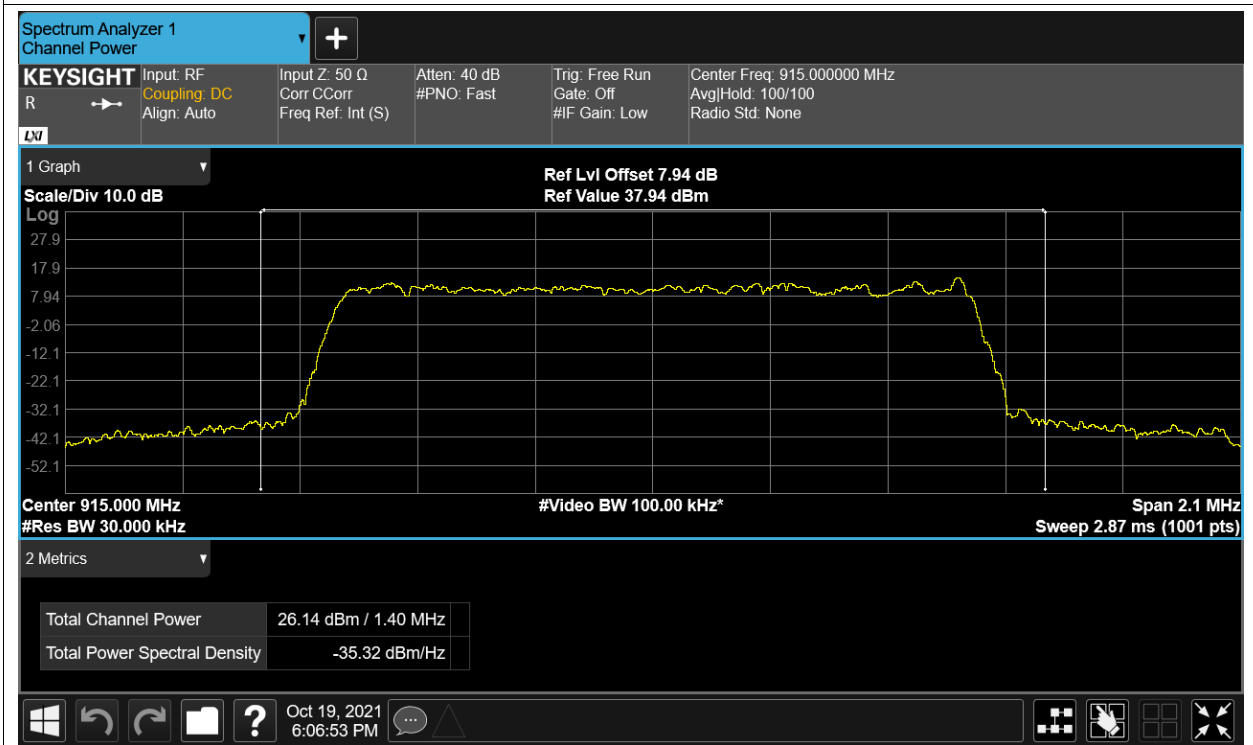 Spectrum Analyzer 1
Channel Power
+
KEYSIGHT
R
LXI
Input: RF
Coupling: DC
Align: Auto
Input Z: 50 Ω
Corr CCorr
Freq Ref: Int (S)
Atten: 40 dB
#PNO: Fast
Trig: Free Run
Gate: Off
#IF Gain: Low
Center Freq: 915.000000 MHz
Avg|Hold: 100/100
Radio Std: None
1 Graph
Scale/Div 10.0 dB
Ref Lvl Offset 7.94 dB
Ref Value 37.94 dBm
Log
27.9
17.9
7.94
-2.06
-12.1
-22.1
-32.1
-42.1
-52.1
Center 915.000 MHz
#Res BW 30.000 kHz
#Video BW 100.00 kHz*
Span 2.1 MHz
Sweep 2.87 ms (1001 pts)
2 Metrics
Total Channel Power 26.14 dBm / 1.40 MHz
Total Power Spectral Density -35.32 dBm/Hz
?
Oct 19, 2021
6:06:53 PM